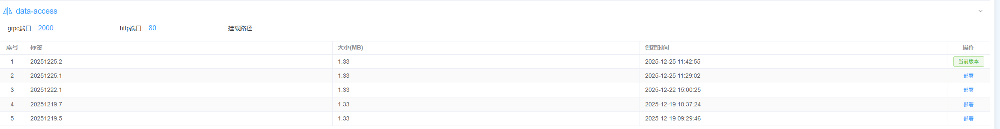 data-access
grpc端口: 2000 http端口: 80 挂载路径:
序号 标签 大小(MB) 创建时间 操作
1 20251225.2 1.33 2025-12-25 11:42:55 当前版本
2 20251225.1 1.33 2025-12-25 11:29:02 部署
3 20251222.1 1.33 2025-12-22 15:00:25 部署
4 20251219.7 1.33 2025-12-19 10:37:24 部署
5 20251219.5 1.33 2025-12-19 09:29:46 部署